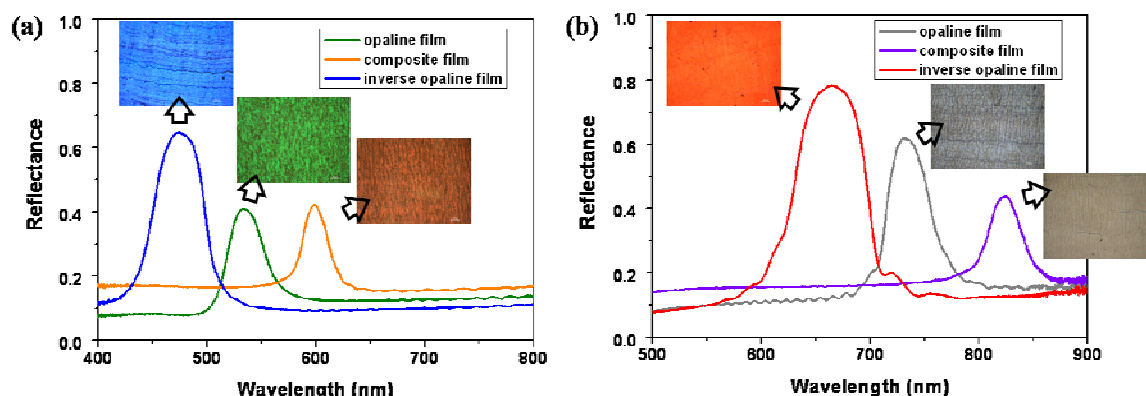 (a)
1.0
0.8
0.6
0.4
0.2
0.0
Reflectance
opaline film
composite film
inverse opaline film
400 500 600 700 800
Wavelength (nm)
(b)
1.0
0.8
0.6
0.4
0.2
0.0
Reflectance
opaline film
composite film
inverse opaline film
500 600 700 800 900
Wavelength (nm)